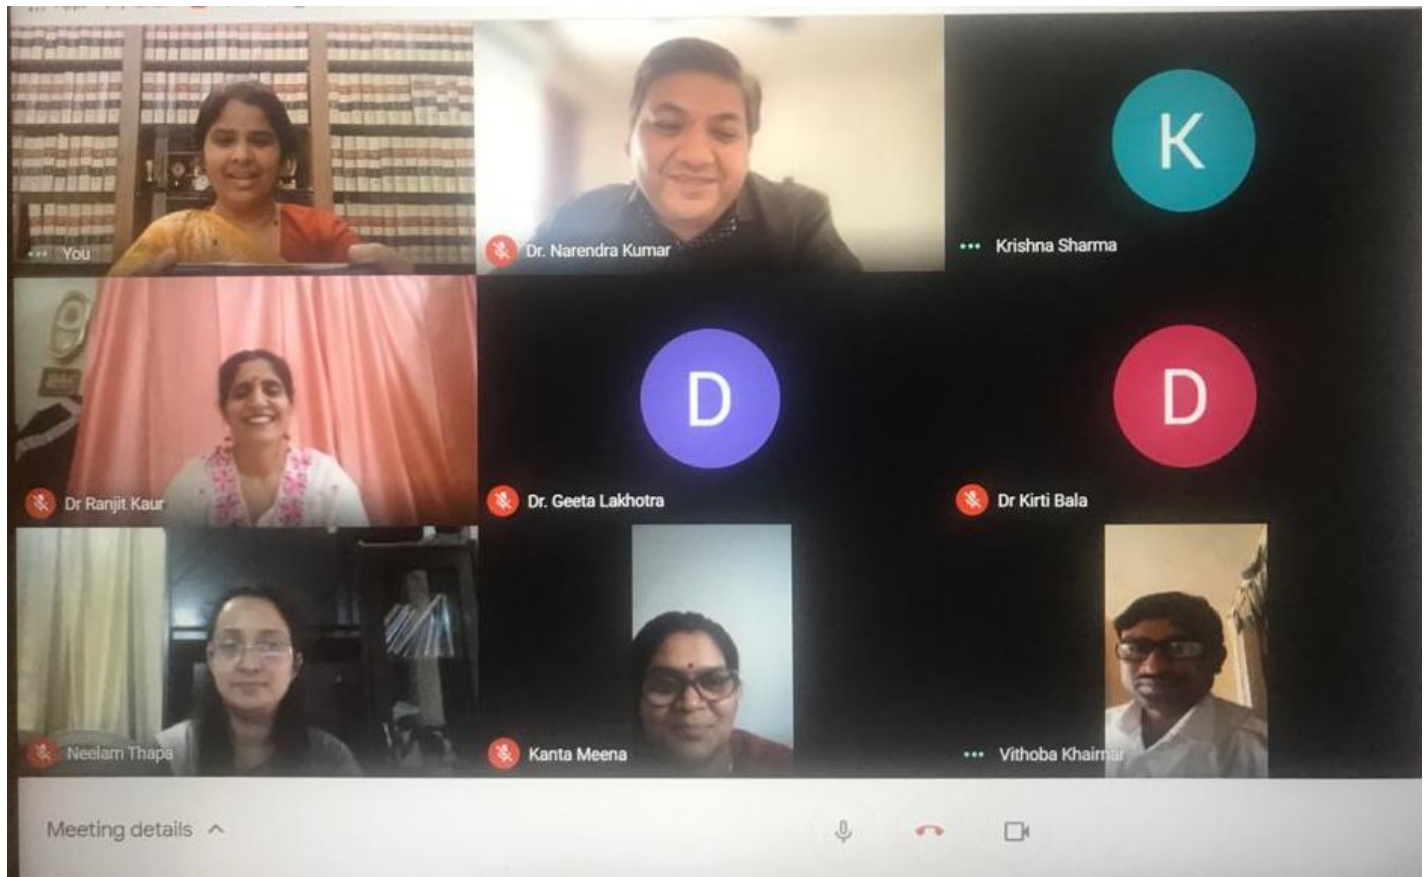 You
Dr. Narendra Kumar
K
Krishna Sharma
Dr Ranjit Kaur
D
Dr. Geeta Lakhotra
D
Dr Kirti Bala
Neelam Thapa
Kanta Meena
Vithoba Khairnar
Meeting details